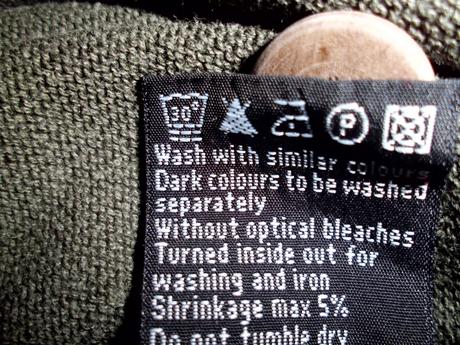 30°
P
Wash with similar colours
Dark colours to be washed
separately
Without optical bleaches
Turned inside out for
washing and iron
Shrinkage max 5%
Do not tumble dry